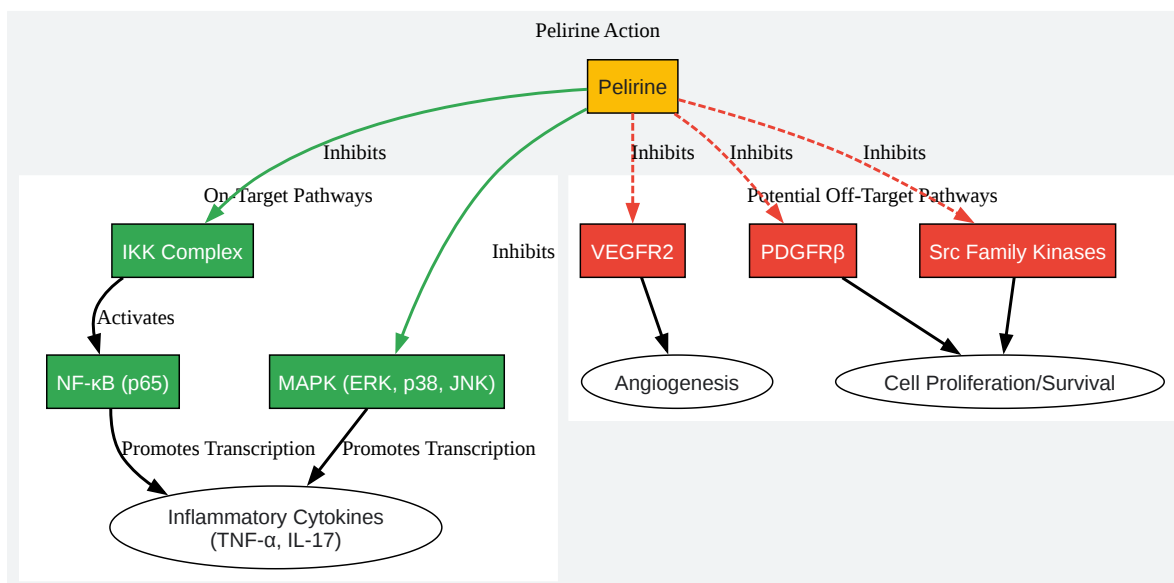 Pelirine Action
Pelirine
Inhibits
Inhibits
Inhibits
Inhibits
On-Target Pathways
Potential Off-Target Pathways
IKK Complex
Inhibits
VEGFR2
PDGFRβ
Src Family Kinases
Activates
NF-κB (p65)
MAPK (ERK, p38, JNK)
Angiogenesis
Cell Proliferation/Survival
Promotes Transcription
Promotes Transcription
Inflammatory Cytokines
(TNF-α, IL-17)